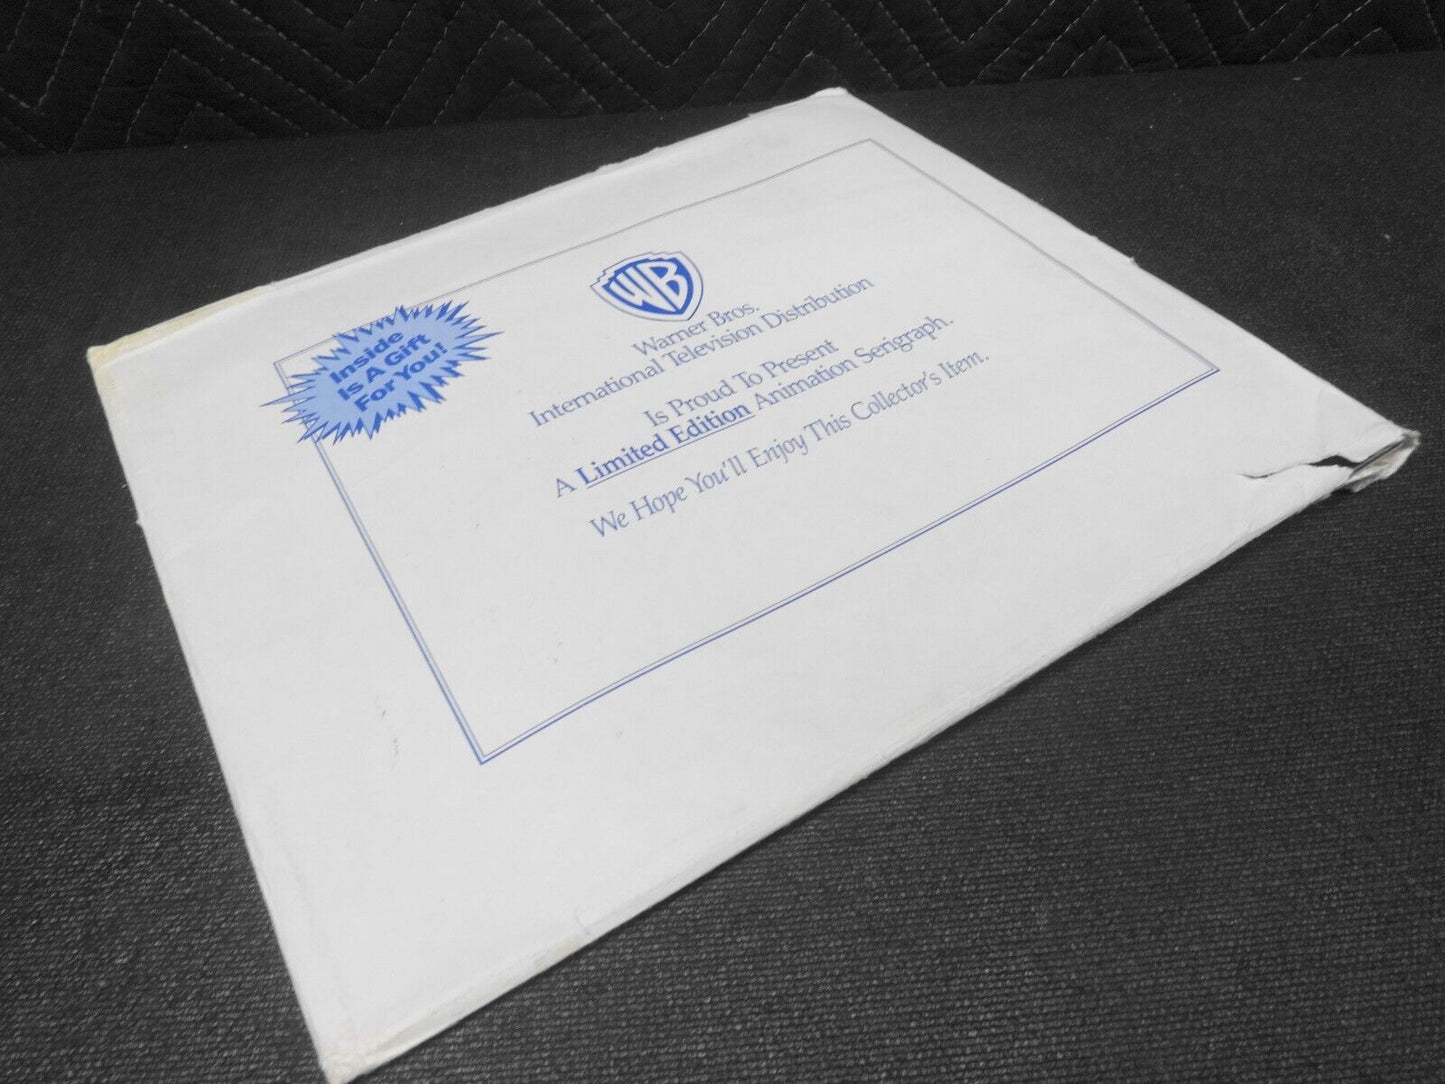 Inside
Is A Gift
For You!
WB
Warner Bros.
International Television Distribution
Is Proud To Present
A Limited Edition Animation Serigraph.
We Hope You'll Enjoy This Collector's Item.